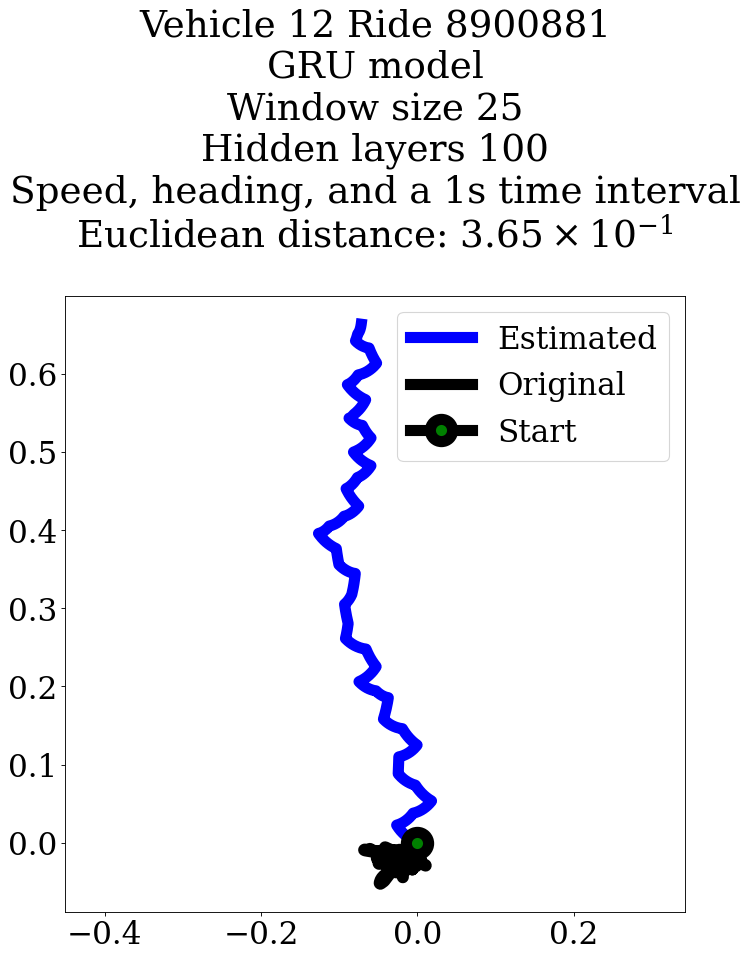 Vehicle 12 Ride 8900881
GRU model
Window size 25
Hidden layers 100
Speed, heading, and a 1s time interval
Euclidean distance: 3.65 × 10⁻¹
Estimated
Original
Start
0.6
0.5
0.4
0.3
0.2
0.1
0.0
−0.4
−0.2
0.0
0.2